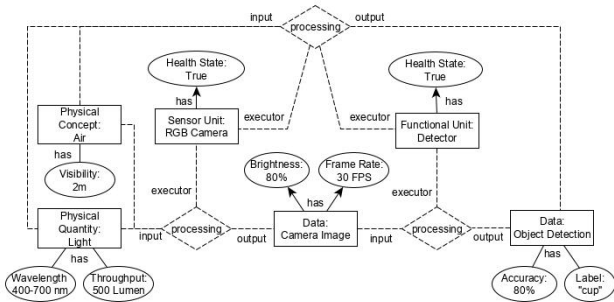 input
processing
output
Health State:
True
Health State:
True
has
has
Physical
Concept:
Air
Sensor Unit:
RGB Camera
executor
executor
Functional Unit:
Detector
has
Visibility:
2m
Brightness:
80%
Frame Rate:
30 FPS
executor
has
executor
Physical
Quantity:
Light
input
processing
output
Data:
Camera Image
input
processing
output
Data:
Object Detection
has
has
Wavelength
400-700 nm
Throughput:
500 Lumen
Accuracy:
80%
Label:
"cup"